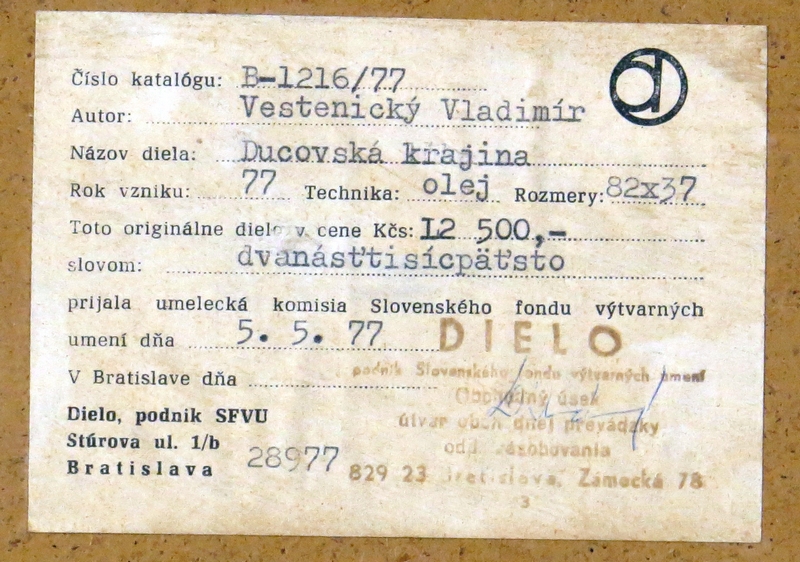 Číslo katalógu: B-1216/77
Autor: Vestenický Vladimír
Názov diela: Ducovská krajina
Rok vzniku: 77 Technika: olej Rozmery: 82x37
Toto originálne dielo v cene Kčs: I2 500,-
slovom: dvanásťtisícpäťsto
prijala umelecká komisia Slovenského fondu výtvarných
umení dňa 5. 5. 77
V Bratislave dňa
Dielo, podnik SFVU
Štúrova ul. 1/b
Bratislava
28977
DIELO
podnik Slovenského fondu výtvarných umení
Obchodný úsek
útvar obch dnej prevádzky
odd zásobovania
829 23 Bratislava, Zámocká 78
3